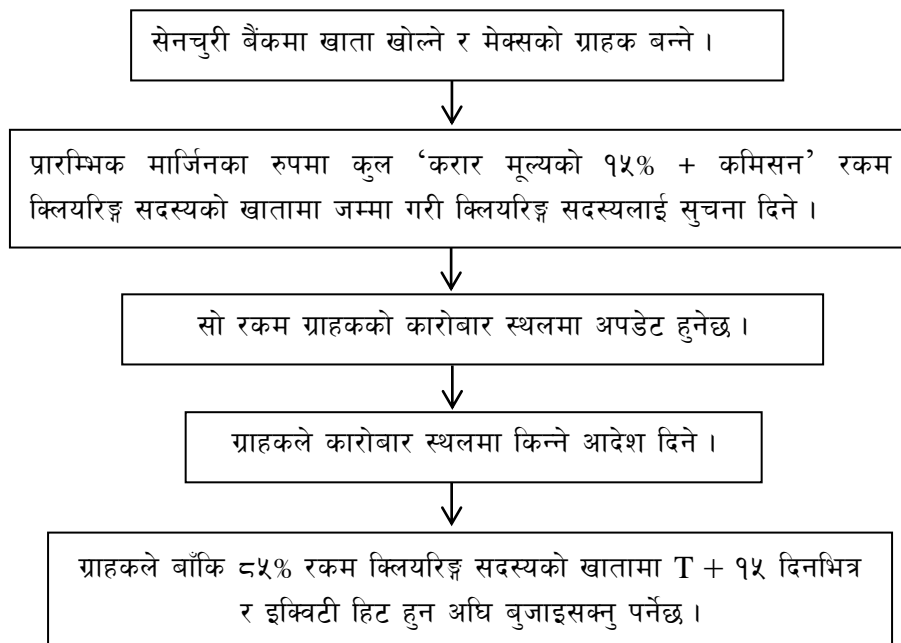 सेनचुरी बैंकमा खाता खोल्ने र मेक्सको ग्राहक बन्ने ।
प्रारम्भिक मार्जिनका रुपमा कुल ‘करार मूल्यको १५% + कमिसन’ रकम
क्लियरिङ्ग सदस्यको खातामा जम्मा गरी क्लियरिङ्ग सदस्यलाई सुचना दिने ।
सो रकम ग्राहकको कारोबार स्थलमा अपडेट हुनेछ ।
ग्राहकले कारोबार स्थलमा किन्ने आदेश दिने ।
ग्राहकले बाँकि ८५% रकम क्लियरिङ्ग सदस्यको खातामा T + १५ दिनभित्र
र इक्विटी हिट हुन अघि बुजाइसक्नु पर्नेछ ।